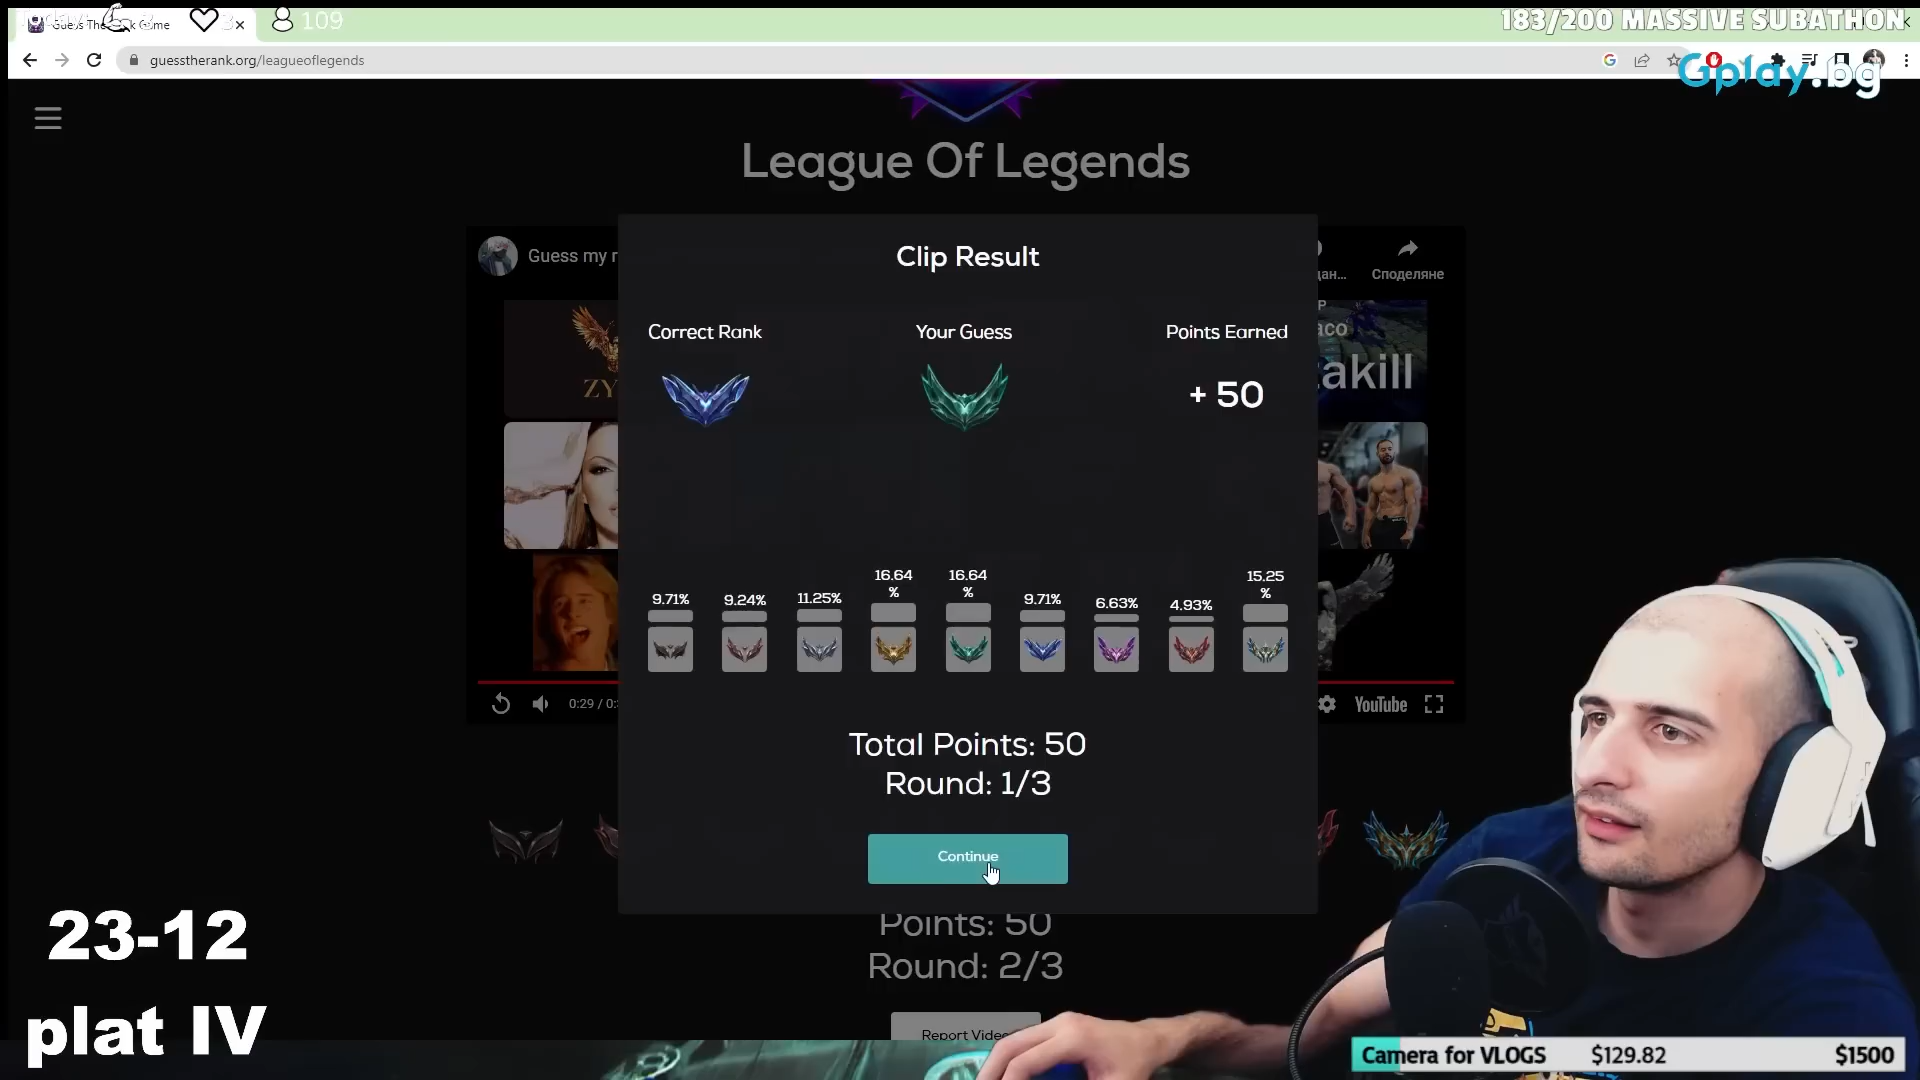 109
183/200 MASSIVE SUBATHON
guesstherank.org/leagueoflegends
Gplay.bg
League Of Legends
Guess my r
Споделяне
Clip Result
Correct Rank
Your Guess
Points Earned
+ 50
ZY
akill
9.71%
9.24%
11.25%
16.64
%
16.64
%
9.71%
6.63%
4.93%
15.25
%
0:29 / 0:
YouTube
Total Points: 50
Round: 1/3
Continue
Points: 50
Round: 2/3
Report Video
23-12
plat IV
Camera for VLOGS
$129.82
$1500